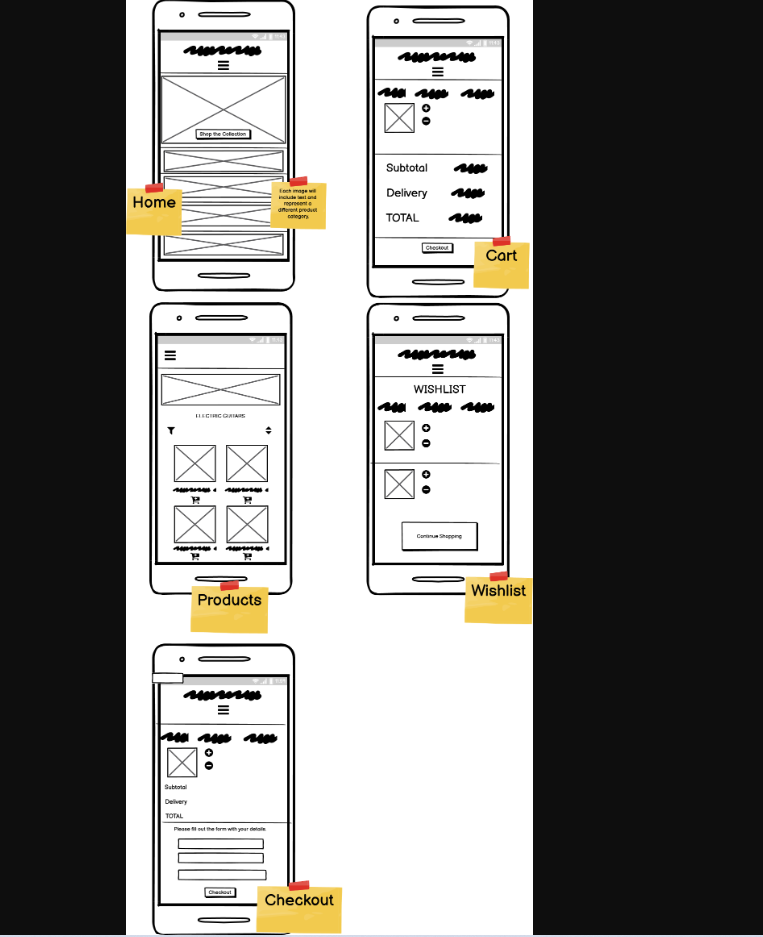 Shop the Collection
Home
Each image will
include text and
represent a
different product
category.
Subtotal
Delivery
TOTAL
Checkout
Cart
ELECTRIC GUITARS
Products
WISHLIST
Continue Shopping
Wishlist
Subtotal
Delivery
TOTAL
Please fill out the form with your details.
Checkout
Checkout